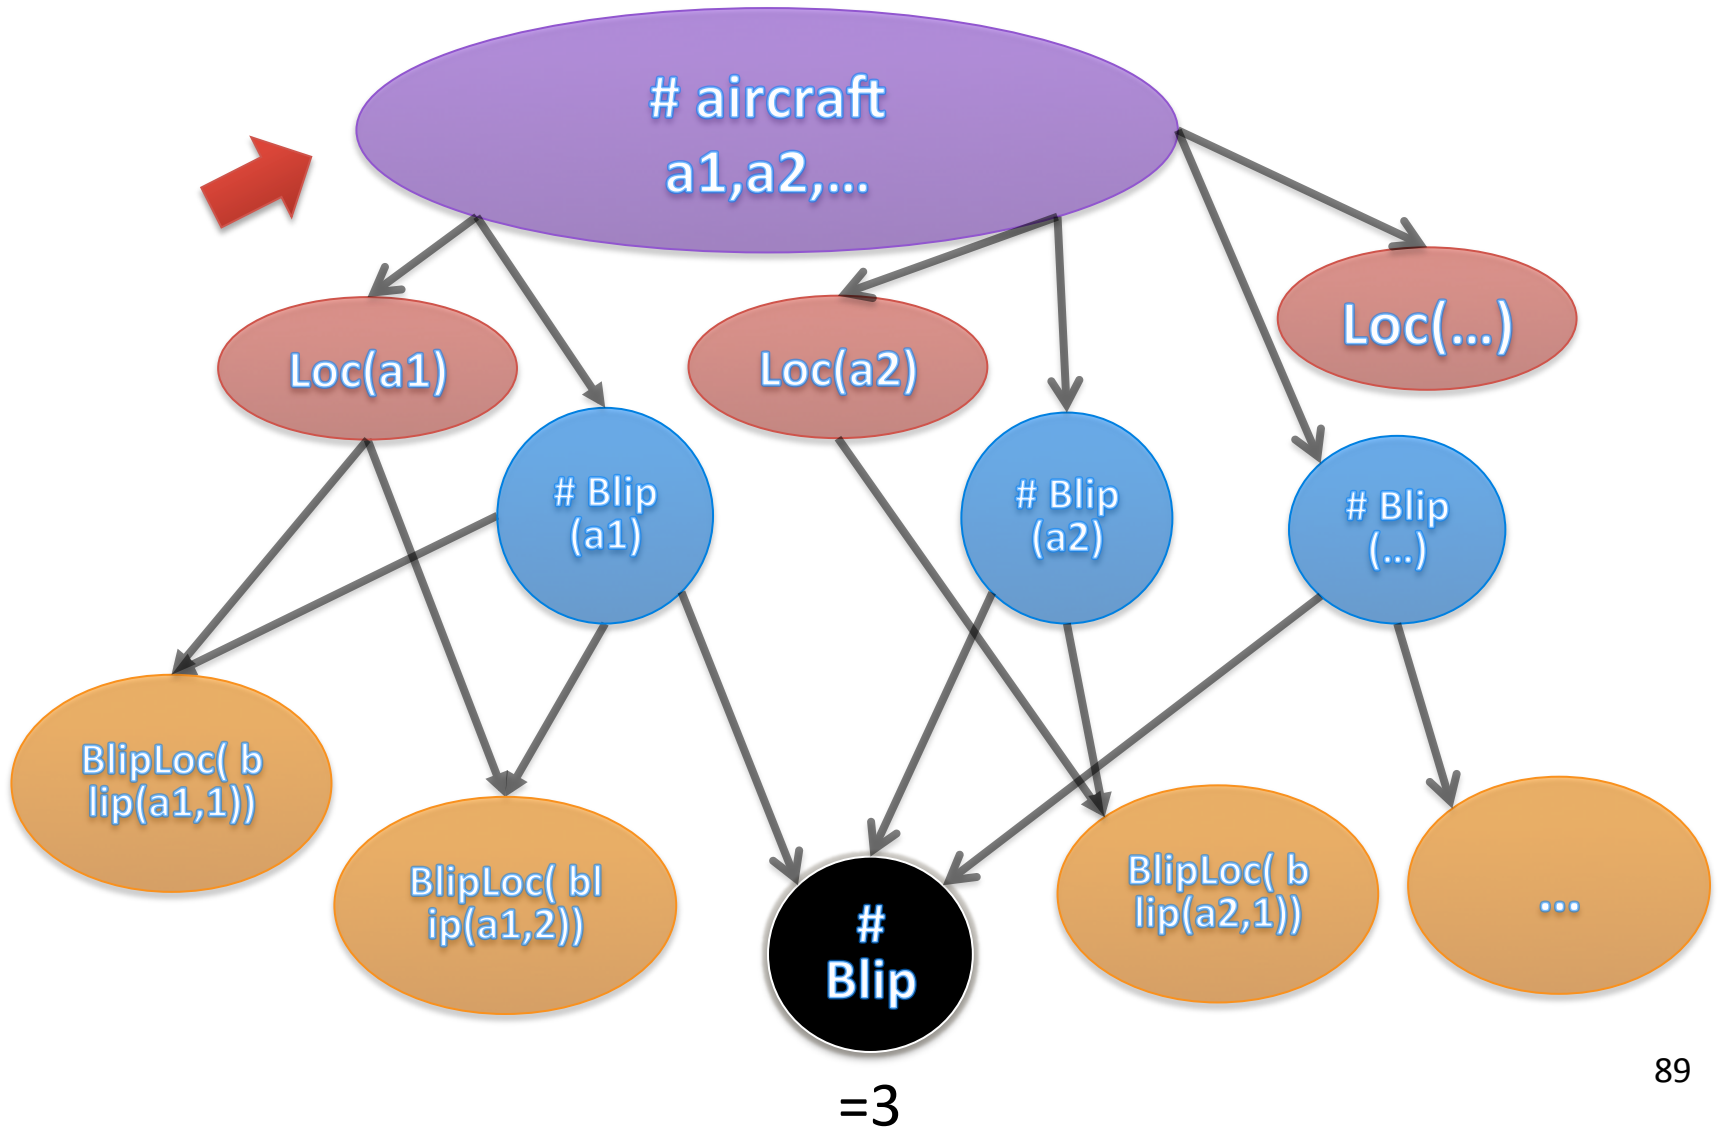 # aircraft
a1,a2,…
Loc(a1)
Loc(a2)
Loc(…)
# Blip
(a1)
# Blip
(a2)
# Blip
(…)
BlipLoc( b
lip(a1,1))
BlipLoc( bl
ip(a1,2))
#
Blip
BlipLoc( b
lip(a2,1))
…
=3
89